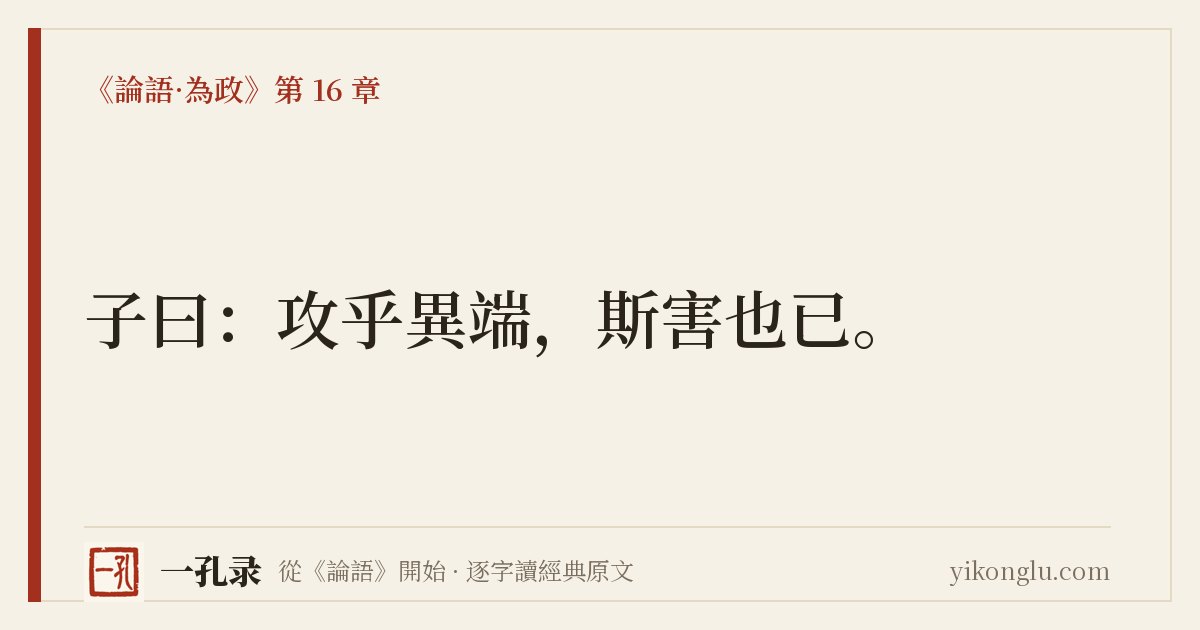 《論語·為政》第 16 章
子曰：攻乎異端，斯害也已。
一孔
一孔录 從《論語》開始 · 逐字讀經典原文 yikonglu.com